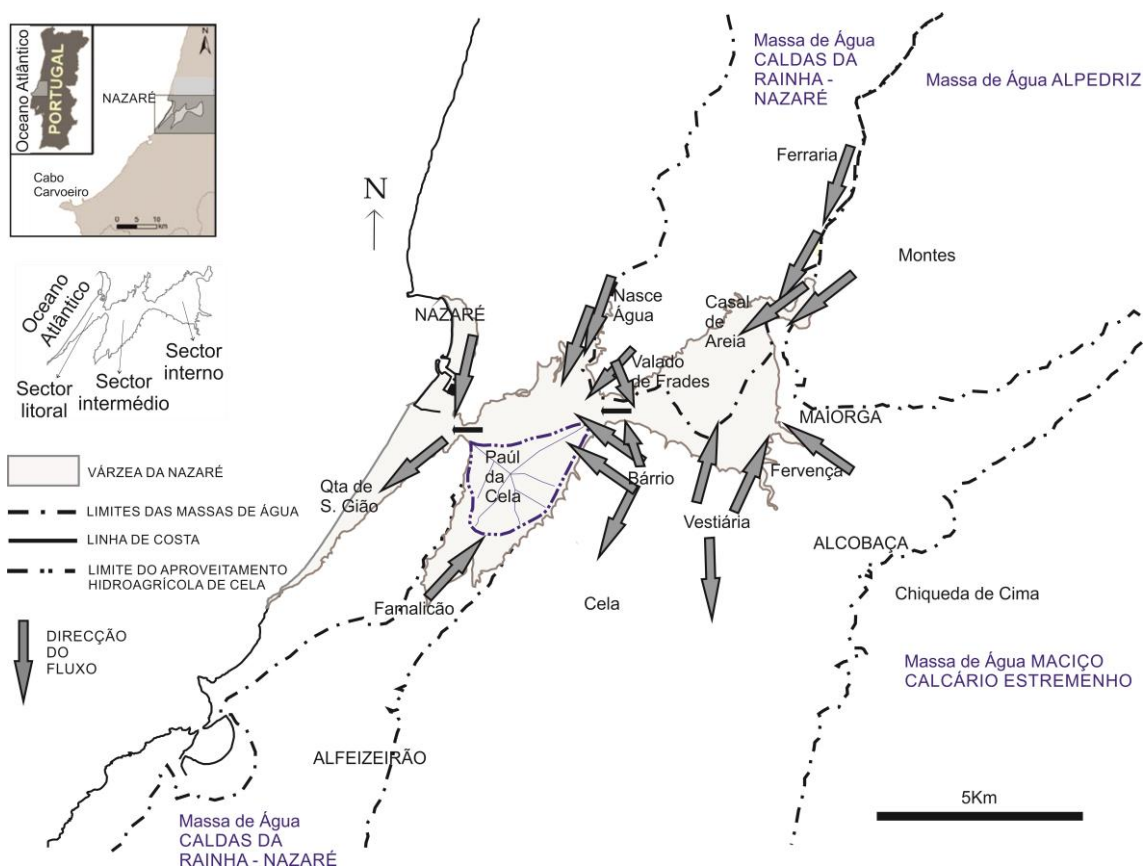 Oceano Atlântico
PORTUGAL
N
NAZARÉ
Cabo
Carvoeiro
0 5 10
km
Oceano
Atlântico
Sector
interno
Sector
litoral
Sector
intermédio
VÁRZEA DA NAZARÉ
LIMITES DAS MASSAS DE ÁGUA
LINHA DE COSTA
LIMITE DO APROVEITAMENTO
HIDROAGRÍCOLA DE CELA
DIRECÇÃO
DO
FLUXO
N
Massa de Água
CALDAS DA
RAINHA -
NAZARÉ
Massa de Água ALPEDRIZ
Ferraria
Montes
NAZARÉ
Nasce
Água
Casal
de
Areia
Valado
de Frades
MAIORGA
Paúl
da
Cela
Bárrio
Fervença
Qta de
S. Gião
Vestiária
ALCOBAÇA
Famalicão
Cela
Chiqueda de Cima
Massa de Água MACIÇO
CALCÁRIO ESTREMENHO
ALFEIZEIRÃO
5Km
Massa de Água
CALDAS DA
RAINHA - NAZARÉ